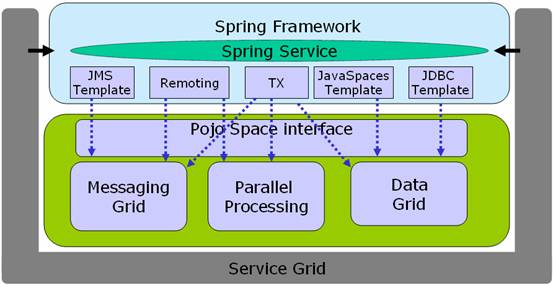 Spring Framework
Spring Service
JMS
Template
Remoting
TX
JavaSpaces
Template
JDBC
Template
Pojo Space interface
Messaging
Grid
Parallel
Processing
Data
Grid
Service Grid